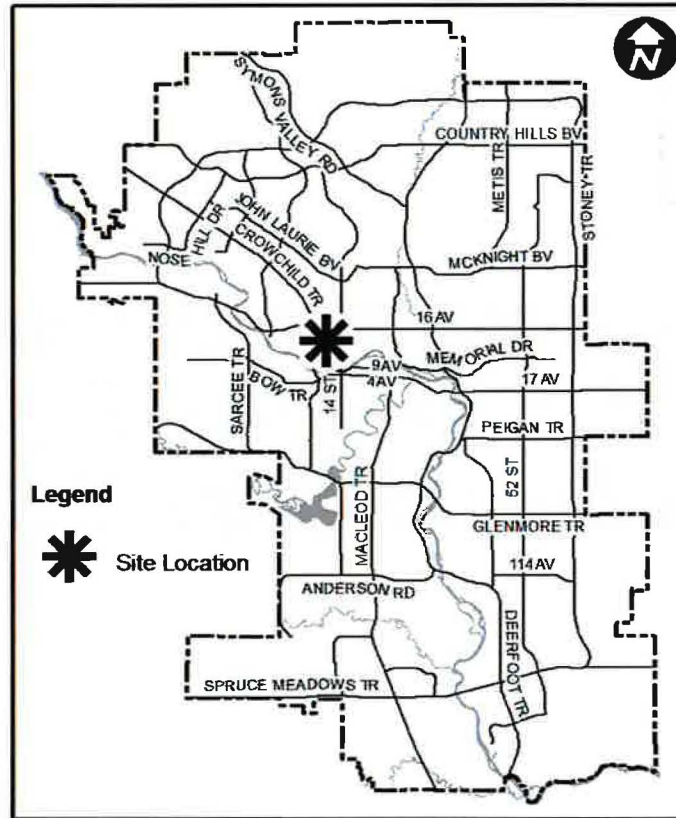 N
SYMONS VALLEY RD
COUNTRY HILLS BV
METIS TR
STONEY TR
JOHN LAURIE BV
NOSE HILL DR
CROWCHILD TR
MCKNIGHT BV
16 AV
MEMORIAL DR
9 AV
4 AV
17 AV
SARCEE TR
BOW TR
14 ST
PEIGAN TR
52 ST
Legend
MACLEOD TR
GLENMORE TR
Site Location
114 AV
ANDERSON RD
DEERFOOT TR
SPRUCE MEADOWS TR